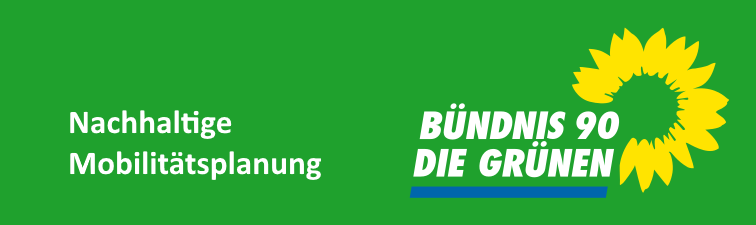 Nachhaltige
Mobilitätsplanung
BÜNDNIS 90
DIE GRÜNEN